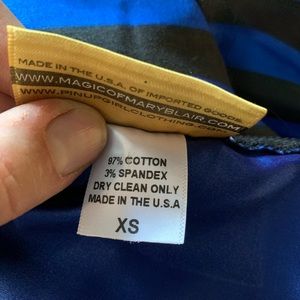 MADE IN THE U.S.A. OF IMPORTED GOODS.
WWW.MAGICOFMARYBLAIR.COM
WWW.PINUPGIRLCLOTHING.COM
97% COTTON
3% SPANDEX
DRY CLEAN ONLY
MADE IN THE U.S.A
XS